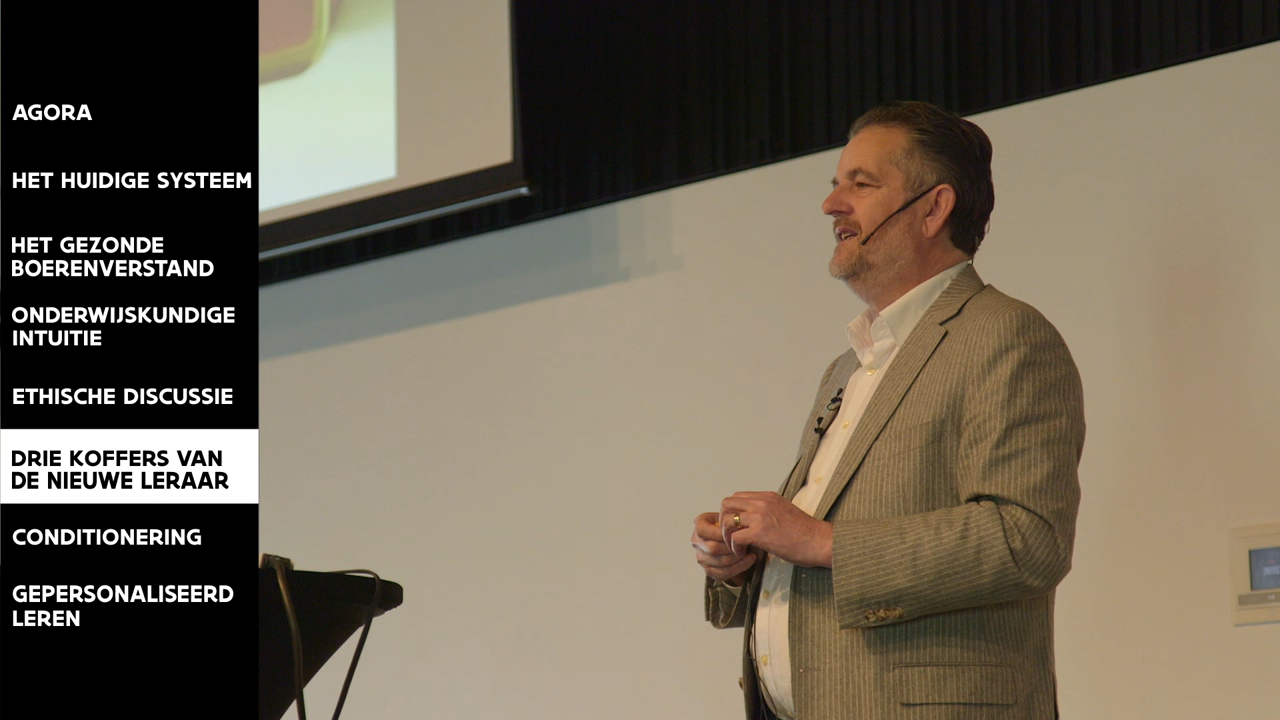 AGORA
HET HUIDIGE SYSTEEM
HET GEZONDE
BOERENVERSTAND
ONDERWIJSKUNDIGE
INTUITIE
ETHISCHE DISCUSSIE
DRIE KOFFERS VAN
DE NIEUWE LERAAR
CONDITIONERING
GEPERSONALISEERD
LEREN